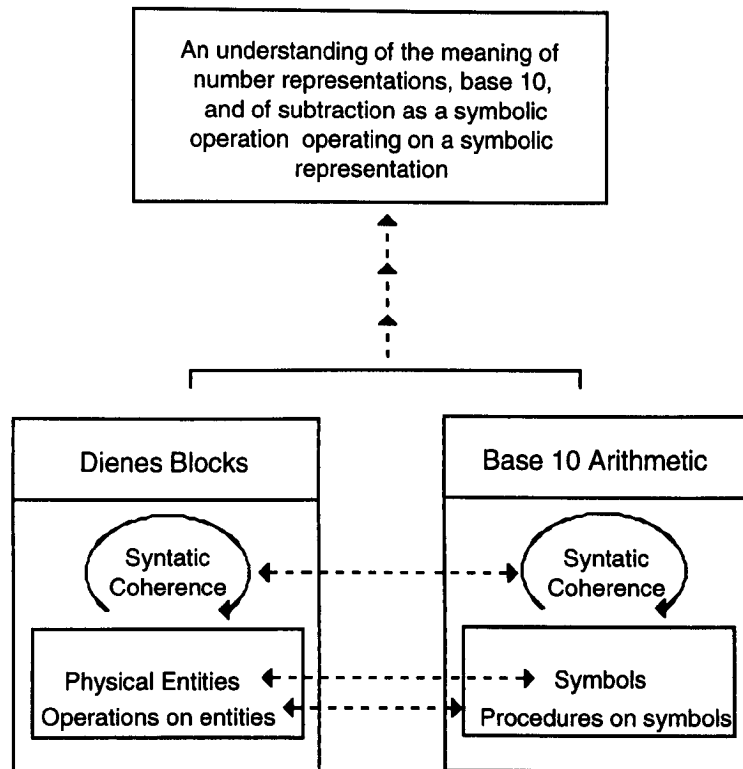 An understanding of the meaning of
number representations, base 10,
and of subtraction as a symbolic
operation operating on a symbolic
representation
Dienes Blocks
Base 10 Arithmetic
Syntatic
Coherence
Syntatic
Coherence
Physical Entities
Operations on entities
Symbols
Procedures on symbols